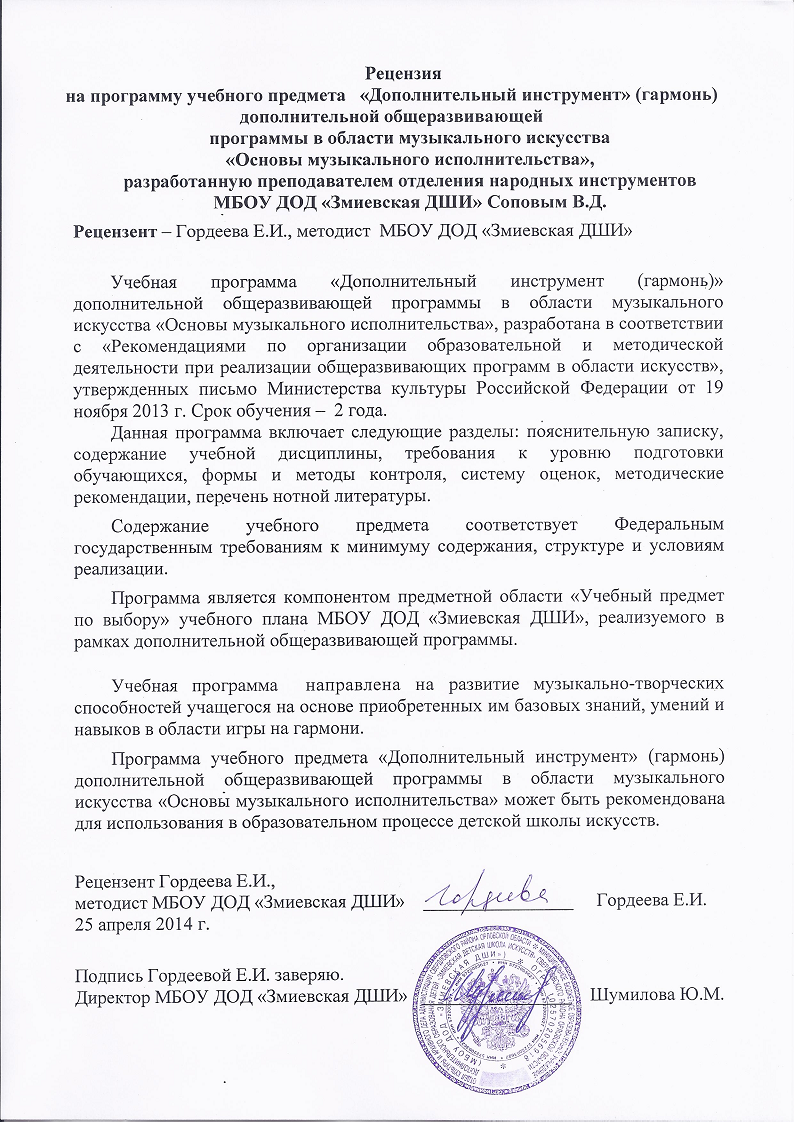 Рецензия
на программу учебного предмета «Дополнительный инструмент» (гармонь)
дополнительной общеразвивающей
программы в области музыкального искусства
«Основы музыкального исполнительства»,
разработанную преподавателем отделения народных инструментов
МБОУ ДОД «Змиевская ДШИ» Соповым В.Д.
Рецензент – Гордеева Е.И., методист МБОУ ДОД «Змиевская ДШИ»
Учебная программа «Дополнительный инструмент (гармонь)»
дополнительной общеразвивающей программы в области музыкального
искусства «Основы музыкального исполнительства», разработана в соответствии
с «Рекомендациями по организации образовательной и методической
деятельности при реализации общеразвивающих программ в области искусств»,
утвержденных письмо Министерства культуры Российской Федерации от 19
ноября 2013 г. Срок обучения – 2 года.
Данная программа включает следующие разделы: пояснительную записку,
содержание учебной дисциплины, требования к уровню подготовки
обучающихся, формы и методы контроля, систему оценок, методические
рекомендации, перечень нотной литературы.
Содержание учебного предмета соответствует Федеральным
государственным требованиям к минимуму содержания, структуре и условиям
реализации.
Программа является компонентом предметной области «Учебный предмет
по выбору» учебного плана МБОУ ДОД «Змиевская ДШИ», реализуемого в
рамках дополнительной общеразвивающей программы.
Учебная программа направлена на развитие музыкально-творческих
способностей учащегося на основе приобретенных им базовых знаний, умений и
навыков в области игры на гармони.
Программа учебного предмета «Дополнительный инструмент» (гармонь)
дополнительной общеразвивающей программы в области музыкального
искусства «Основы музыкального исполнительства» может быть рекомендована
для использования в образовательном процессе детской школы искусств.
Рецензент Гордеева Е.И.,
методист МБОУ ДОД «Змиевская ДШИ» Гордеева Гордеева Е.И.
25 апреля 2014 г.
Подпись Гордеевой Е.И. заверяю.
Директор МБОУ ДОД «Змиевская ДШИ» Шумилова Ю.М.
(МБОУ ДОД "ЗМИЕВСКАЯ ДШИ")